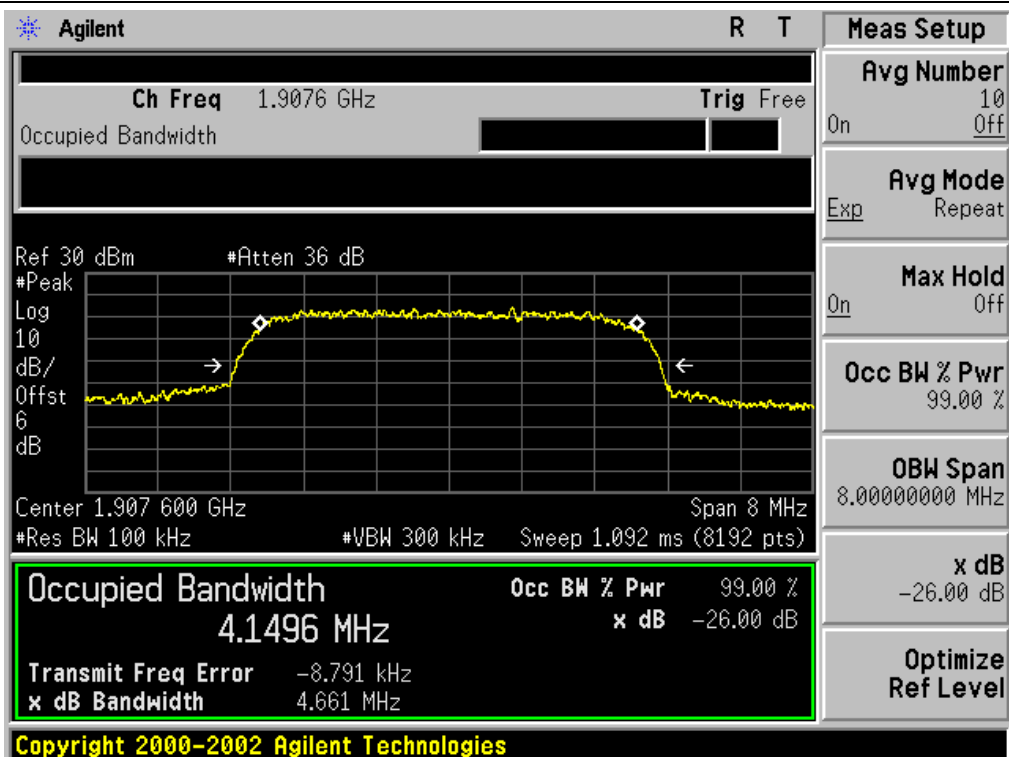 Agilent R T
Ch Freq 1.9076 GHz Trig Free
Occupied Bandwidth
Ref 30 dBm #Atten 36 dB
#Peak
Log
10
dB/
Offst
6
dB
Center 1.907 600 GHz Span 8 MHz
#Res BW 100 kHz #VBW 300 kHz Sweep 1.092 ms (8192 pts)
Occupied Bandwidth Occ BW % Pwr 99.00 %
4.1496 MHz x dB -26.00 dB
Transmit Freq Error -8.791 kHz
x dB Bandwidth 4.661 MHz
Copyright 2000-2002 Agilent Technologies
Meas Setup
Avg Number
10
On Off
Avg Mode
Exp Repeat
Max Hold
On Off
Occ BW % Pwr
99.00 %
OBW Span
8.00000000 MHz
x dB
-26.00 dB
Optimize
Ref Level